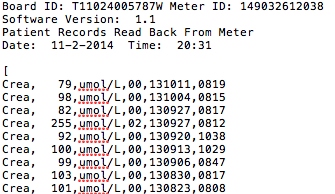 Board ID: T11024005787W Meter ID: 149032612038
Software Version:  1.1
Patient Records Read Back From Meter
Date:  11-2-2014  Time:  20:31
[
Crea,   79,umol/L,00,131011,0819
Crea,   98,umol/L,00,131004,0815
Crea,   82,umol/L,00,130927,0817
Crea,  255,umol/L,02,130927,0812
Crea,   92,umol/L,00,130920,1038
Crea,  100,umol/L,00,130913,1029
Crea,   99,umol/L,00,130906,0847
Crea,  103,umol/L,00,130830,0817
Crea,  101,umol/L,00,130823,0808